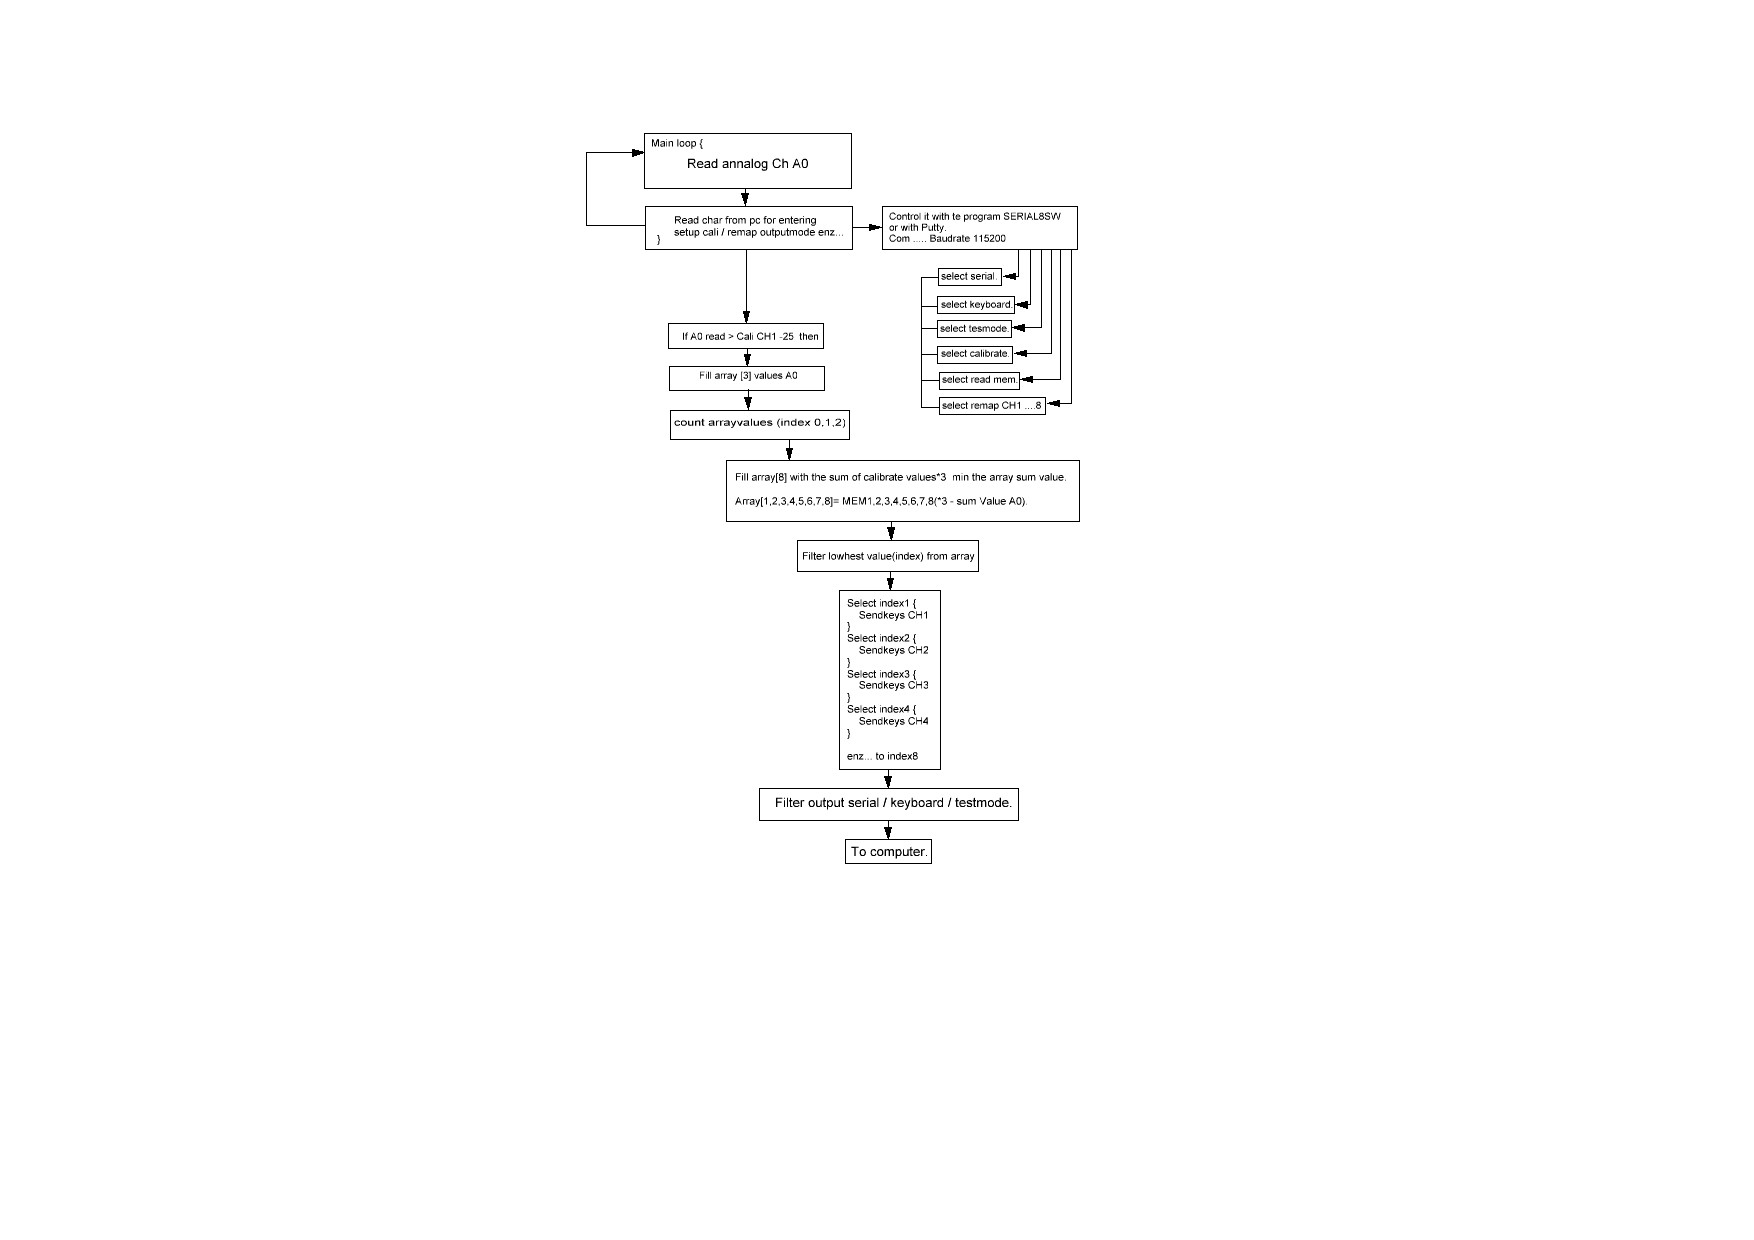 Main loop {
Read annalog Ch A0
Read char from pc for entering
setup cali / remap outputmode enz...
}
Control it with te program SERIAL8SW
or with Putty.
Com ..... Baudrate 115200
select serial.
select keyboard.
select tesmode.
select calibrate.
select read mem.
select remap CH1 ....8
If A0 read > Cali CH1 -25  then
Fill array [3] values A0
count arrayvalues (index 0,1,2)
Fill array[8] with the sum of calibrate values*3  min the array sum value.
Array[1,2,3,4,5,6,7,8]= MEM1,2,3,4,5,6,7,8(*3 - sum Value A0).
Filter lowhest value(index) from array
Select index1 {
Sendkeys CH1
}
Select index2 {
Sendkeys CH2
}
Select index3 {
Sendkeys CH3
}
Select index4 {
Sendkeys CH4
}
enz... to index8
Filter output serial / keyboard / testmode.
To computer.